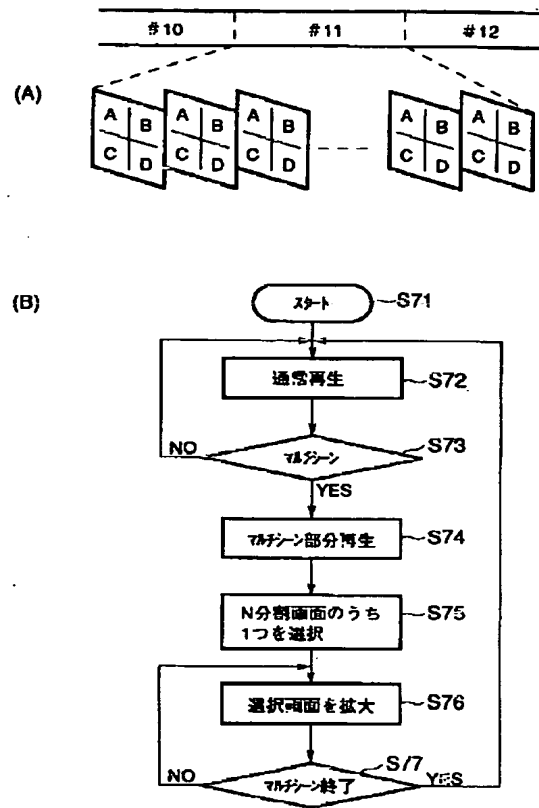 #10 #11 #12
(A)
A B A B A B A B A B
C D C D C D C D C D
(B)
スタート S71
通常再生 S72
マルチシーン S73
NO
YES
マルチシーン部分再生 S74
N分割画面のうち
1つを選択 S75
選択画面を拡大 S76
S77
NO マルチシーン終了 YES